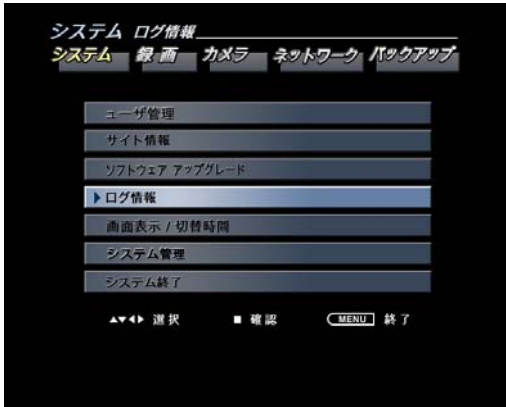 システム ログ情報
システム 録画 カメラ ネットワーク バックアップ
ユーザ管理
サイト情報
ソフトウェア アップグレード
▶ログ情報
画面表示 / 切替時間
システム管理
システム終了
▲▼◀▶ 選択 ■ 確認 MENU 終了